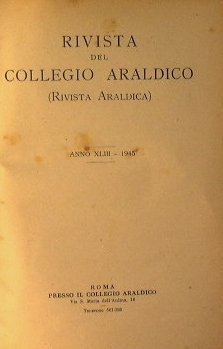 RIVISTA
DEL
COLLEGIO ARALDICO
(RIVISTA ARALDICA)
ANNO XLIII - 1945
ROMA
PRESSO IL COLLEGIO ARALDICO
Via S. Maria dell'Anima, 16
TELEFONO